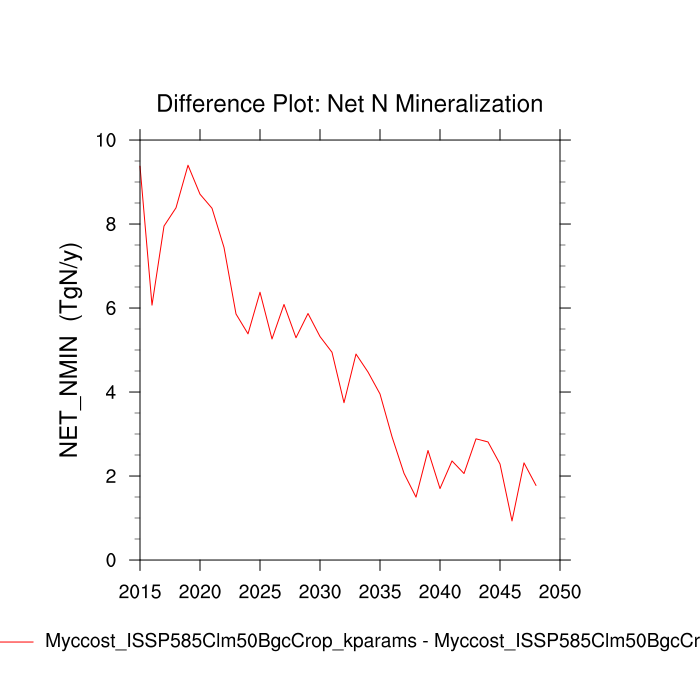 Difference Plot: Net N Mineralization
10
8
6
4
2
0
NET_NMIN (TgN/y)
2015 2020 2025 2030 2035 2040 2045 2050
Myccost_ISSP585Clm50BgcCrop_kparams - Myccost_ISSP585Clm50BgcCr